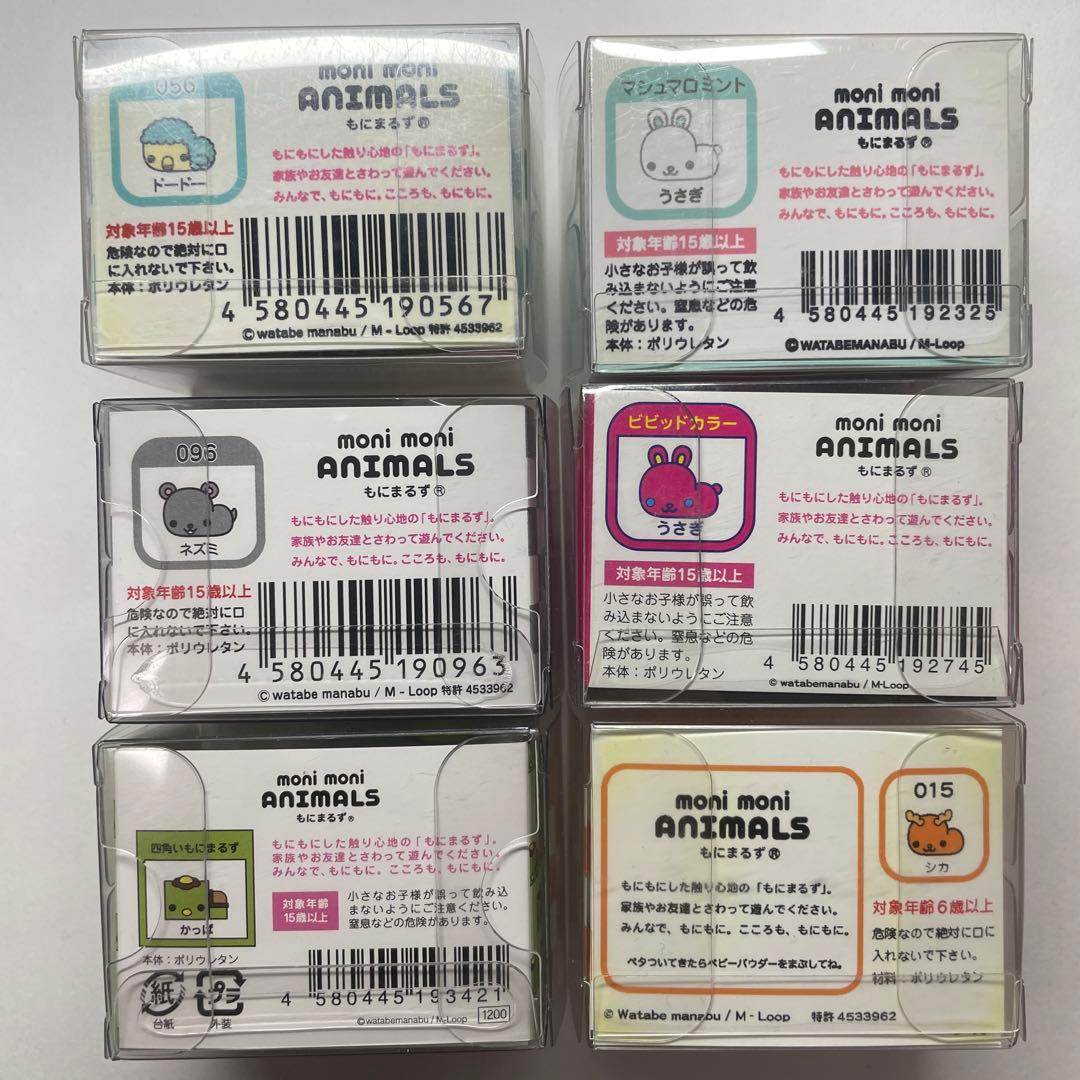 056
ドードー
moni moni
ANIMALS
もにまるず®
もにもにした触り心地の「もにまるず」。
家族やお友達とさわって遊んでください。
みんなで、もにもに。こころも、もにもに。
対象年齢15歳以上
危険なので絶対に口
に入れないで下さい。
本体：ポリウレタン
4 580445 190567
©watabe manabu / M - Loop 特許 4533962
マシュマロミント
うさぎ
moni moni
ANIMALS
もにまるず®
もにもにした触り心地の「もにまるず」。
家族やお友達とさわって遊んでください。
みんなで、もにもに。こころも、もにもに。
対象年齢15歳以上
小さなお子様が誤って飲
み込まないようにご注意
ください。窒息などの危
険があります。
本体：ポリウレタン
4 580445 192325
©WATABEMANABU / M-Loop
096
ネズミ
moni moni
ANIMALS
もにまるず®
もにもにした触り心地の「もにまるず」。
家族やお友達とさわって遊んでください。
みんなで、もにもに。こころも、もにもに。
対象年齢15歳以上
危険なので絶対に口
に入れないで下さい。
本体：ポリウレタン
4 580445 190963
©watabe manabu / M - Loop 特許 4533962
ビビッドカラー
うさぎ
moni moni
ANIMALS
もにまるず®
もにもにした触り心地の「もにまるず」。
家族やお友達とさわって遊んでください。
みんなで、もにもに。こころも、もにもに。
対象年齢15歳以上
小さなお子様が誤って飲
み込まないようにご注意
ください。窒息などの危
険があります。
本体：ポリウレタン
4 580445 192745
©watabemanabu / M-Loop
moni moni
ANIMALS
もにまるず®
四角いもにまるず
かっぱ
もにもにした触り心地の「もにまるず」。
家族やお友達とさわって遊んでください。
みんなで、もにもに。こころも、もにもに。
対象年齢
15歳以上
小さなお子様が誤って飲み込
まないようにご注意ください。
窒息などの危険があります。
本体：ポリウレタン
紙
台紙
プラ
外装
4 580445 193421
©watabemanabu / M-Loop
1200
moni moni
ANIMALS
もにまるず®
もにもにした触り心地の「もにまるず」。
家族やお友達とさわって遊んでください。
みんなで、もにもに。こころも、もにもに。
ベタついてきたらベビーパウダーをまぶしてね。
015
シカ
対象年齢6歳以上
危険なので絶対に口に
入れないで下さい。
材料：ポリウレタン
© Watabe manabu / M - Loop 特許 4533962